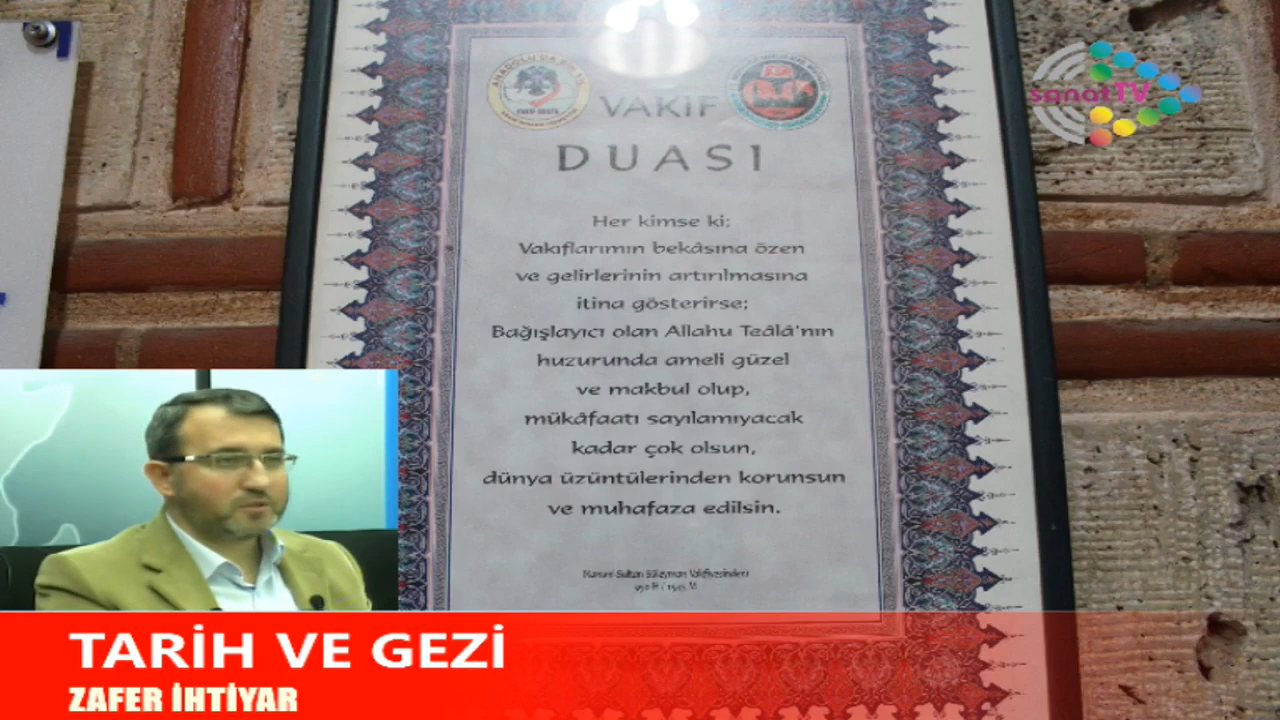 sanatTV
VAKIF
DUASI
Her kimse ki;
Vakıflarımın bekâsına özen
ve gelirlerinin artırılmasına
itina gösterirse;
Bağışlayıcı olan Allahu Teâlâ'nın
huzurunda ameli güzel
ve makbul olup,
mükâfaatı sayılamıyacak
kadar çok olsun,
dünya üzüntülerinden korunsun
ve muhafaza edilsin.
(Kanuni Sultan Süleyman Vakfiyesinden)
TARİH VE GEZİ
ZAFER İHTİYAR